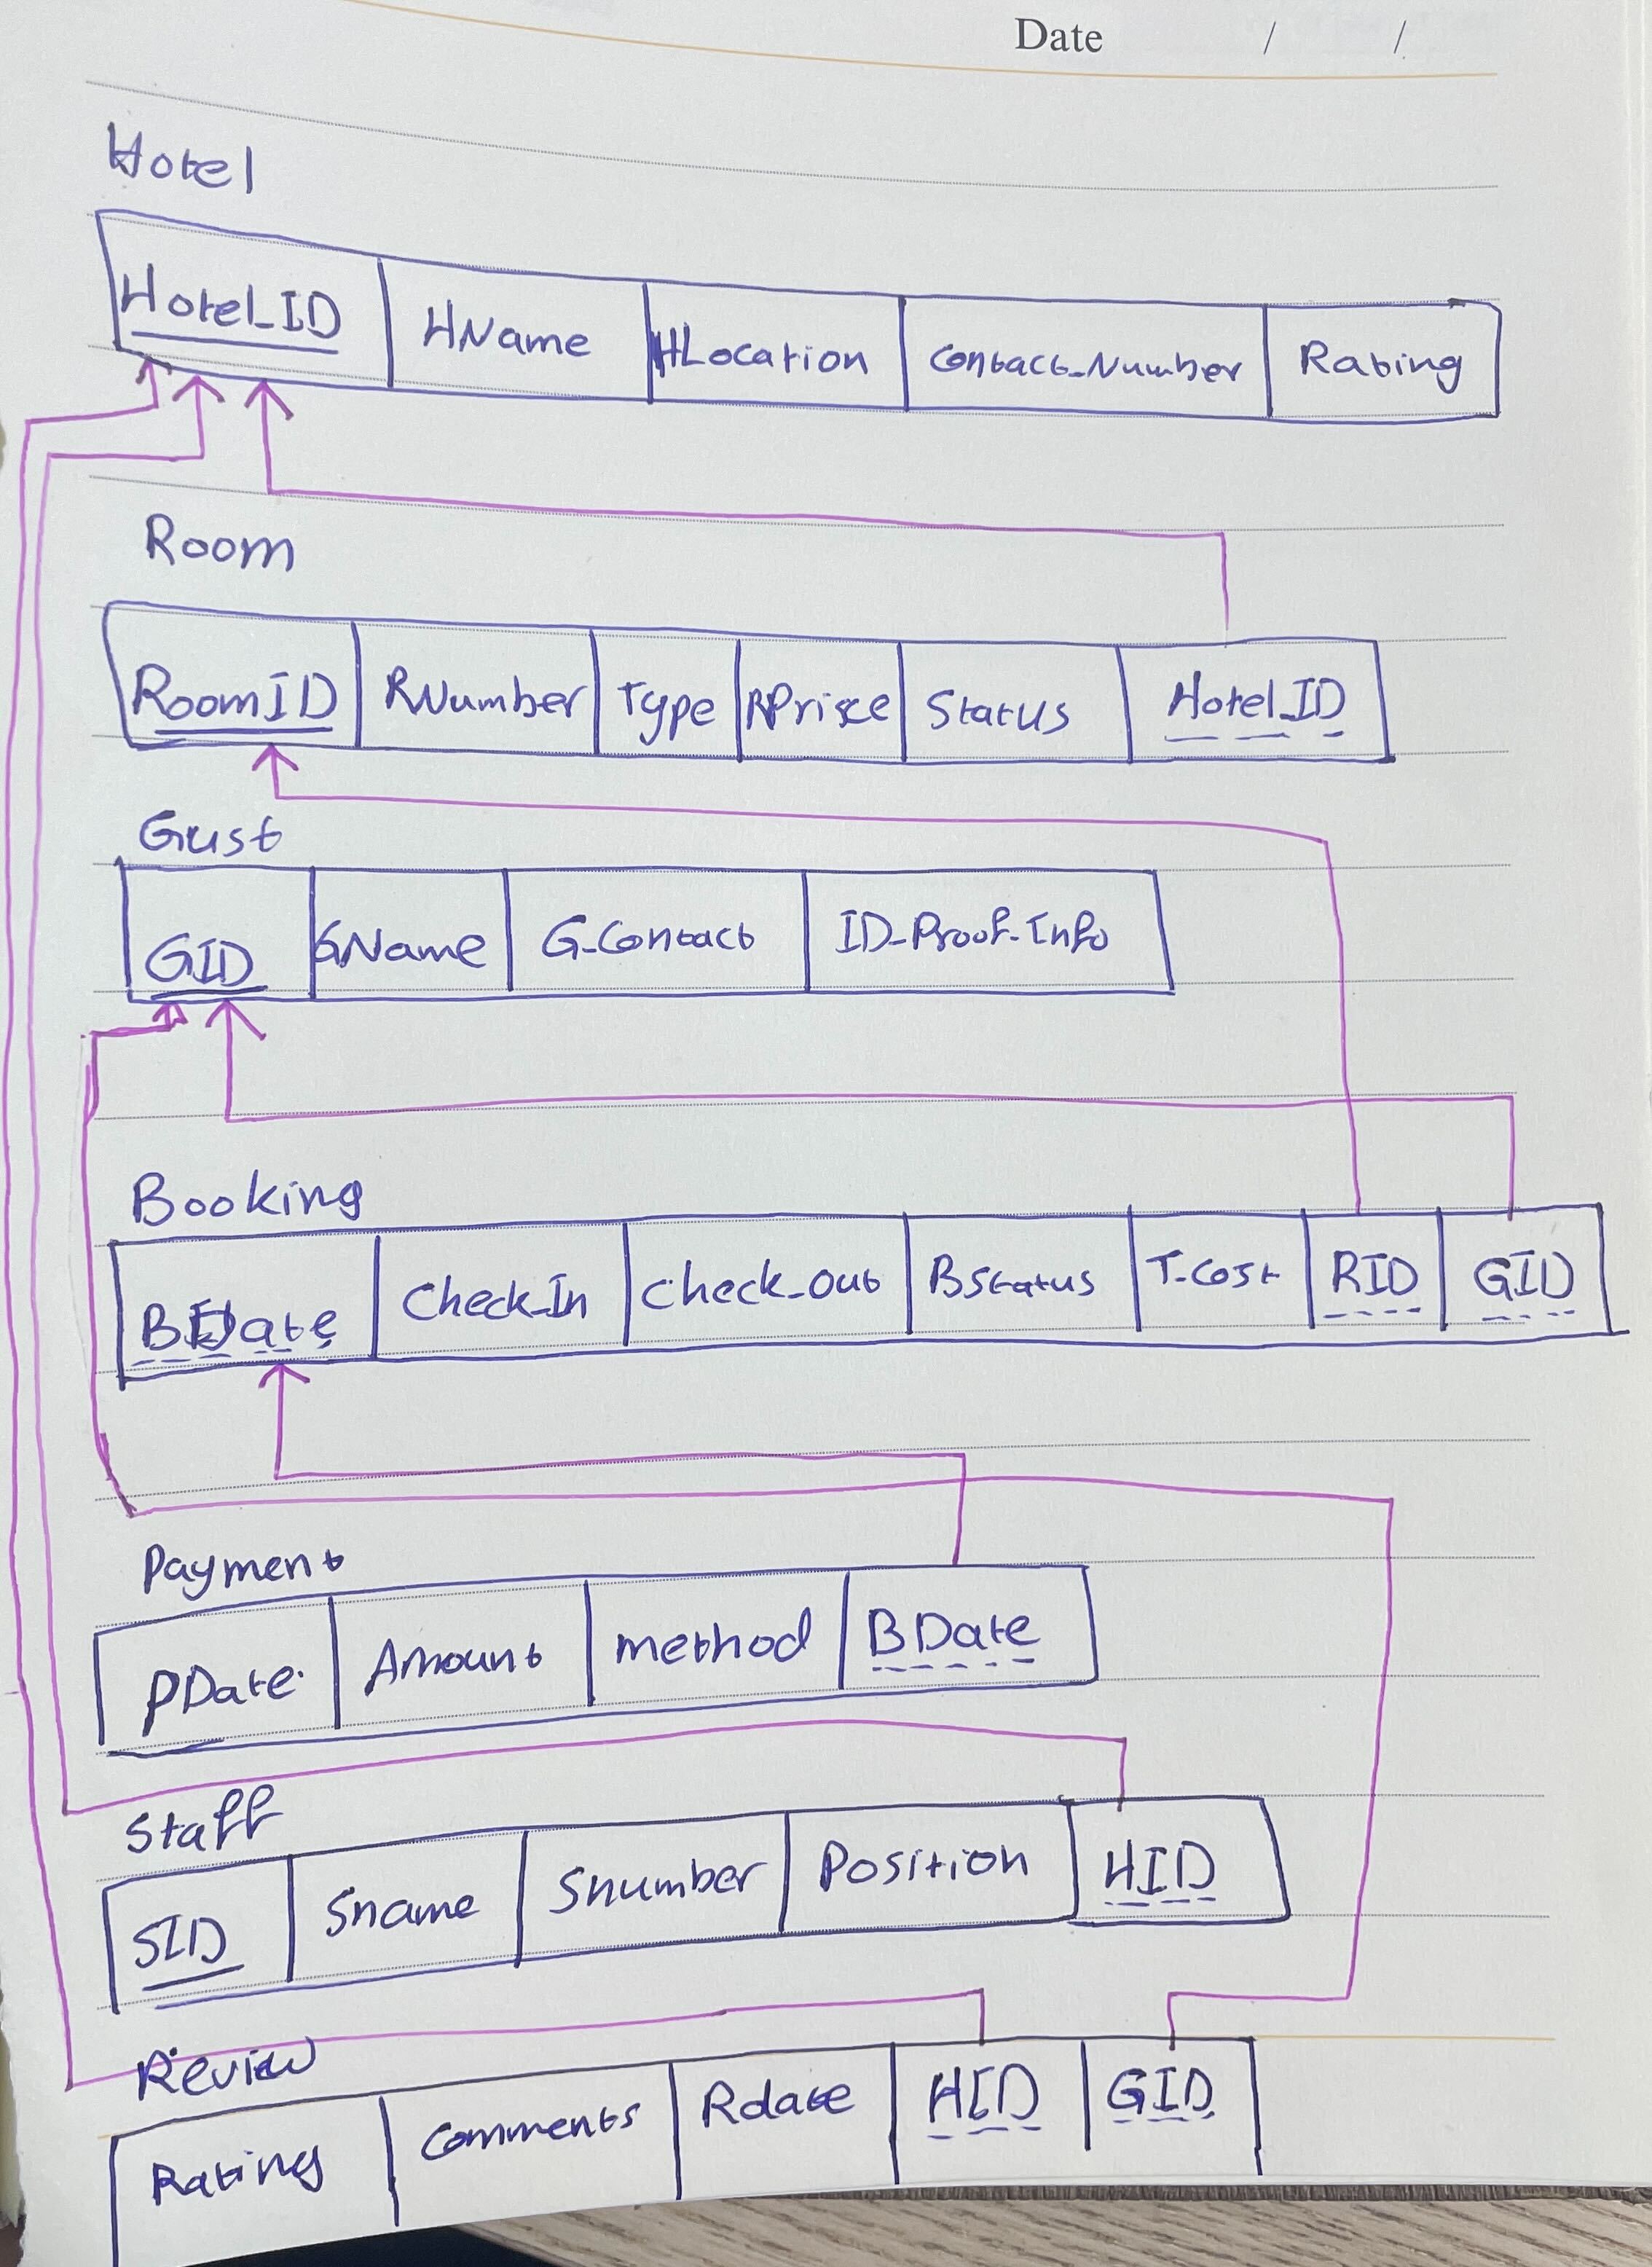 Date / /
Hotel
Hotel_ID HName HLocation Contact_Number Rating
Room
RoomID RNumber Type RPrice Status Hotel_ID
Gust
GID GName G_Contact ID_Proof_Info
Booking
BDate Check_In Check_out BStatus T_Cost RID GID
Payment
PDate Amount method BDate
Staff
SID Sname Snumber Position HID
Review
Rating Comments Rdate HID GID